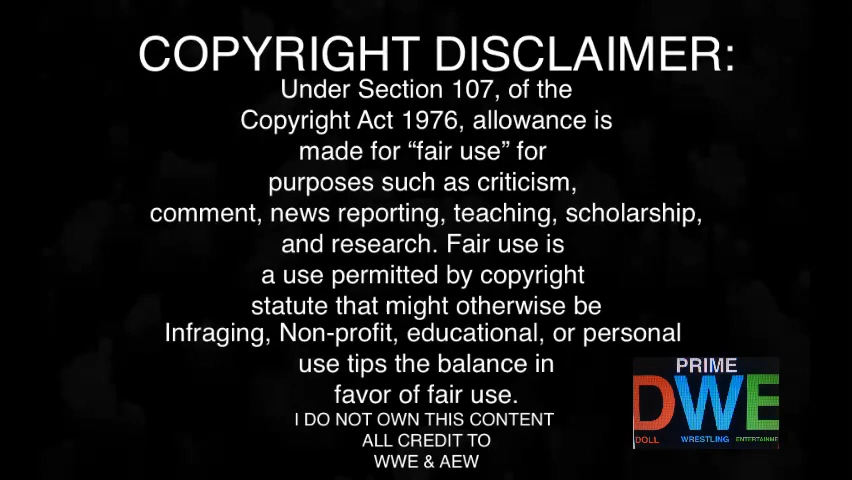 COPYRIGHT DISCLAIMER:
Under Section 107, of the
Copyright Act 1976, allowance is
made for “fair use” for
purposes such as criticism,
comment, news reporting, teaching, scholarship,
and research. Fair use is
a use permitted by copyright
statute that might otherwise be
Infraging, Non-profit, educational, or personal
use tips the balance in
favor of fair use.
I DO NOT OWN THIS CONTENT
ALL CREDIT TO
WWE & AEW
PRIME
DWE
DOLL WRESTLING ENTERTAINME